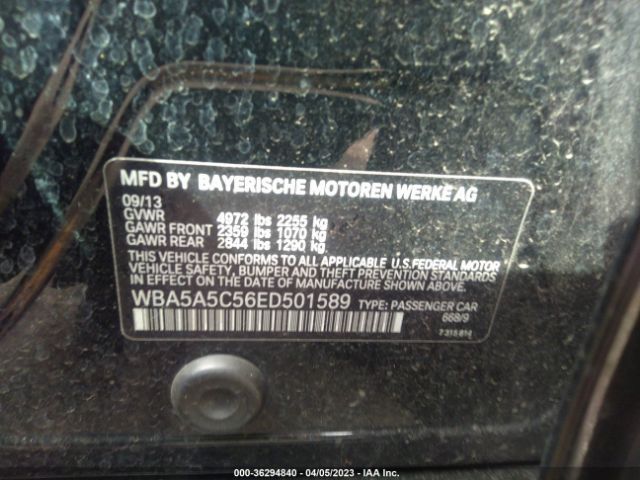 MFD BY BAYERISCHE MOTOREN WERKE AG
09/13
GVWR 4972 lbs 2255 kg
GAWR FRONT 2359 lbs 1070 kg
GAWR REAR 2844 lbs 1290 kg
THIS VEHICLE CONFORMS TO ALL APPLICABLE U.S.FEDERAL MOTOR
VEHICLE SAFETY, BUMPER AND THEFT PREVENTION STANDARDS
IN EFFECT ON THE DATE OF MANUFACTURE SHOWN ABOVE.
WBA5A5C56ED501589 TYPE: PASSENGER CAR
668/9
000-36294840 - 04/05/2023 - IAA Inc.